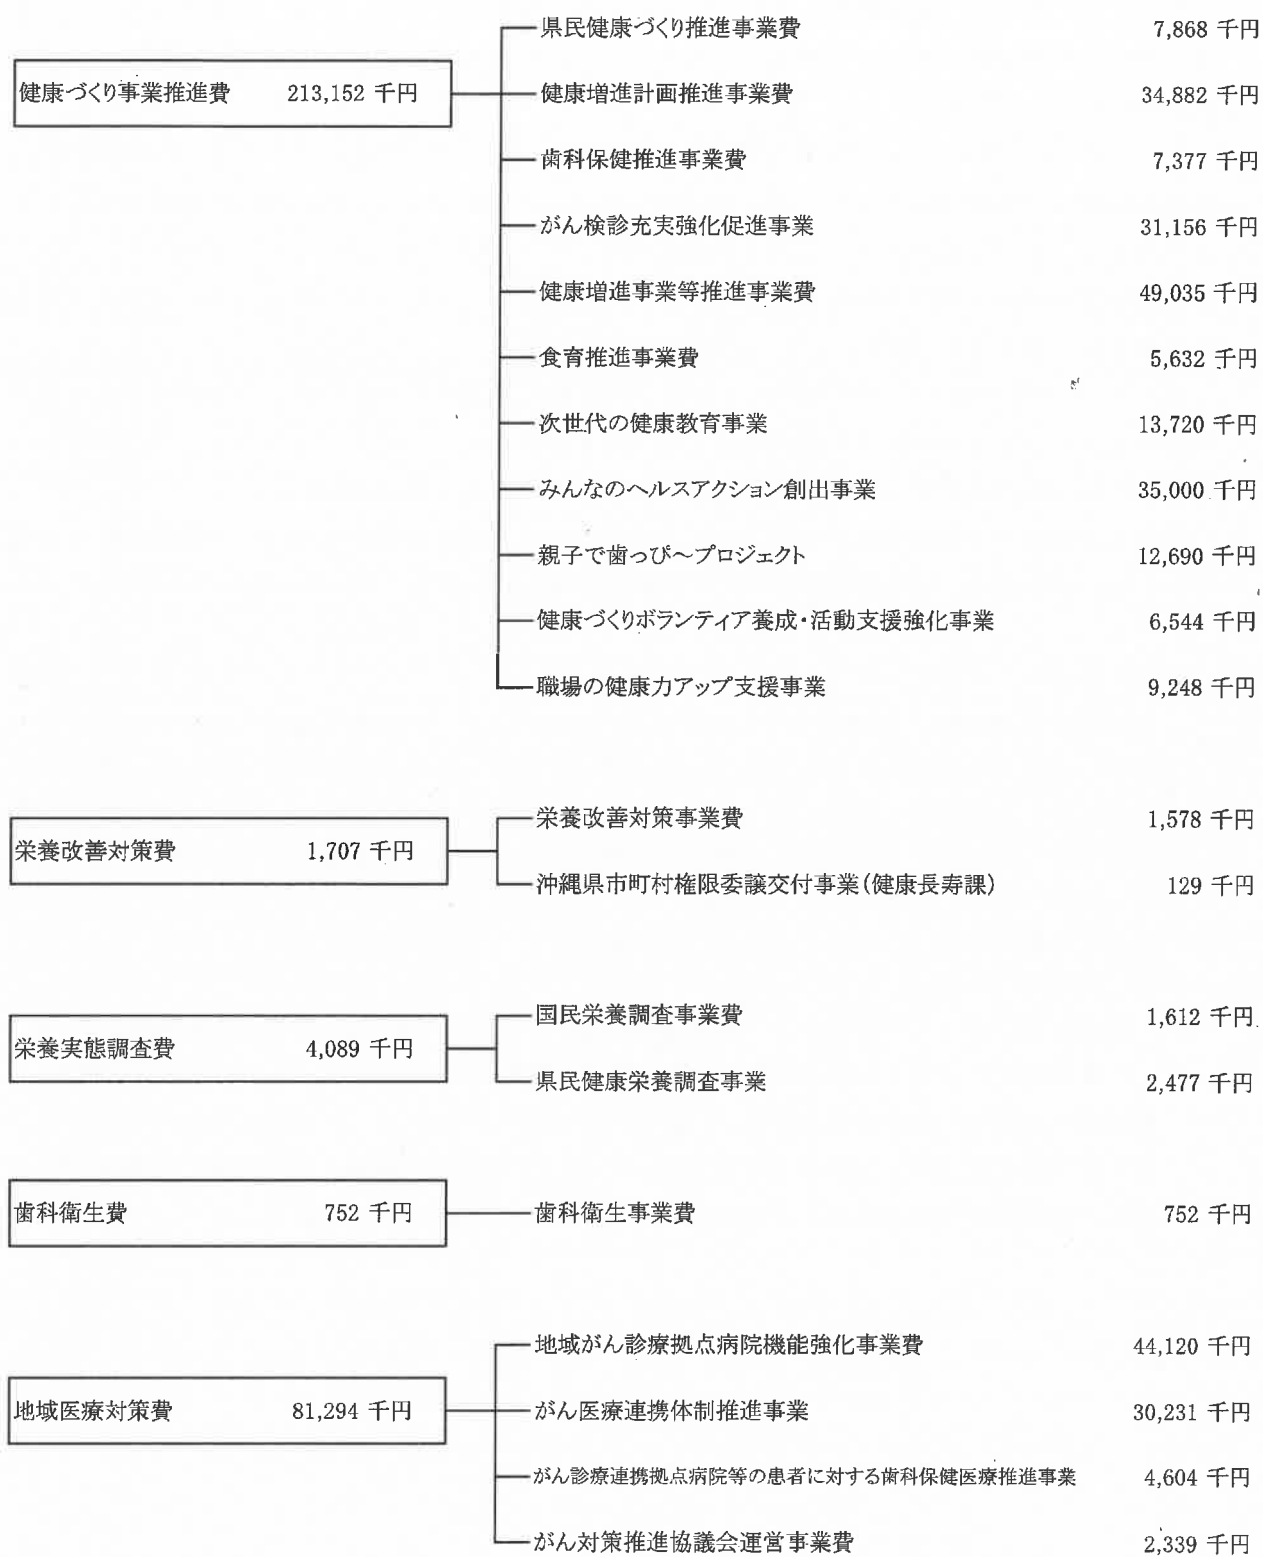 県民健康づくり推進事業費 7,868 千円
健康づくり事業推進費 213,152 千円
健康増進計画推進事業費 34,882 千円
歯科保健推進事業費 7,377 千円
がん検診充実強化促進事業 31,156 千円
健康増進事業等推進事業費 49,035 千円
食育推進事業費 5,632 千円
次世代の健康教育事業 13,720 千円
みんなのヘルスアクション創出事業 35,000 千円
親子で歯っぴ~プロジェクト 12,690 千円
健康づくりボランティア養成・活動支援強化事業 6,544 千円
職場の健康力アップ支援事業 9,248 千円
栄養改善対策事業費 1,578 千円
栄養改善対策費 1,707 千円
沖縄県市町村権限委譲交付事業(健康長寿課) 129 千円
国民栄養調査事業費 1,612 千円
栄養実態調査費 4,089 千円
県民健康栄養調査事業 2,477 千円
歯科衛生費 752 千円 歯科衛生事業費 752 千円
地域がん診療拠点病院機能強化事業費 44,120 千円
地域医療対策費 81,294 千円 がん医療連携体制推進事業 30,231 千円
がん診療連携拠点病院等の患者に対する歯科保健医療推進事業 4,604 千円
がん対策推進協議会運営事業費 2,339 千円